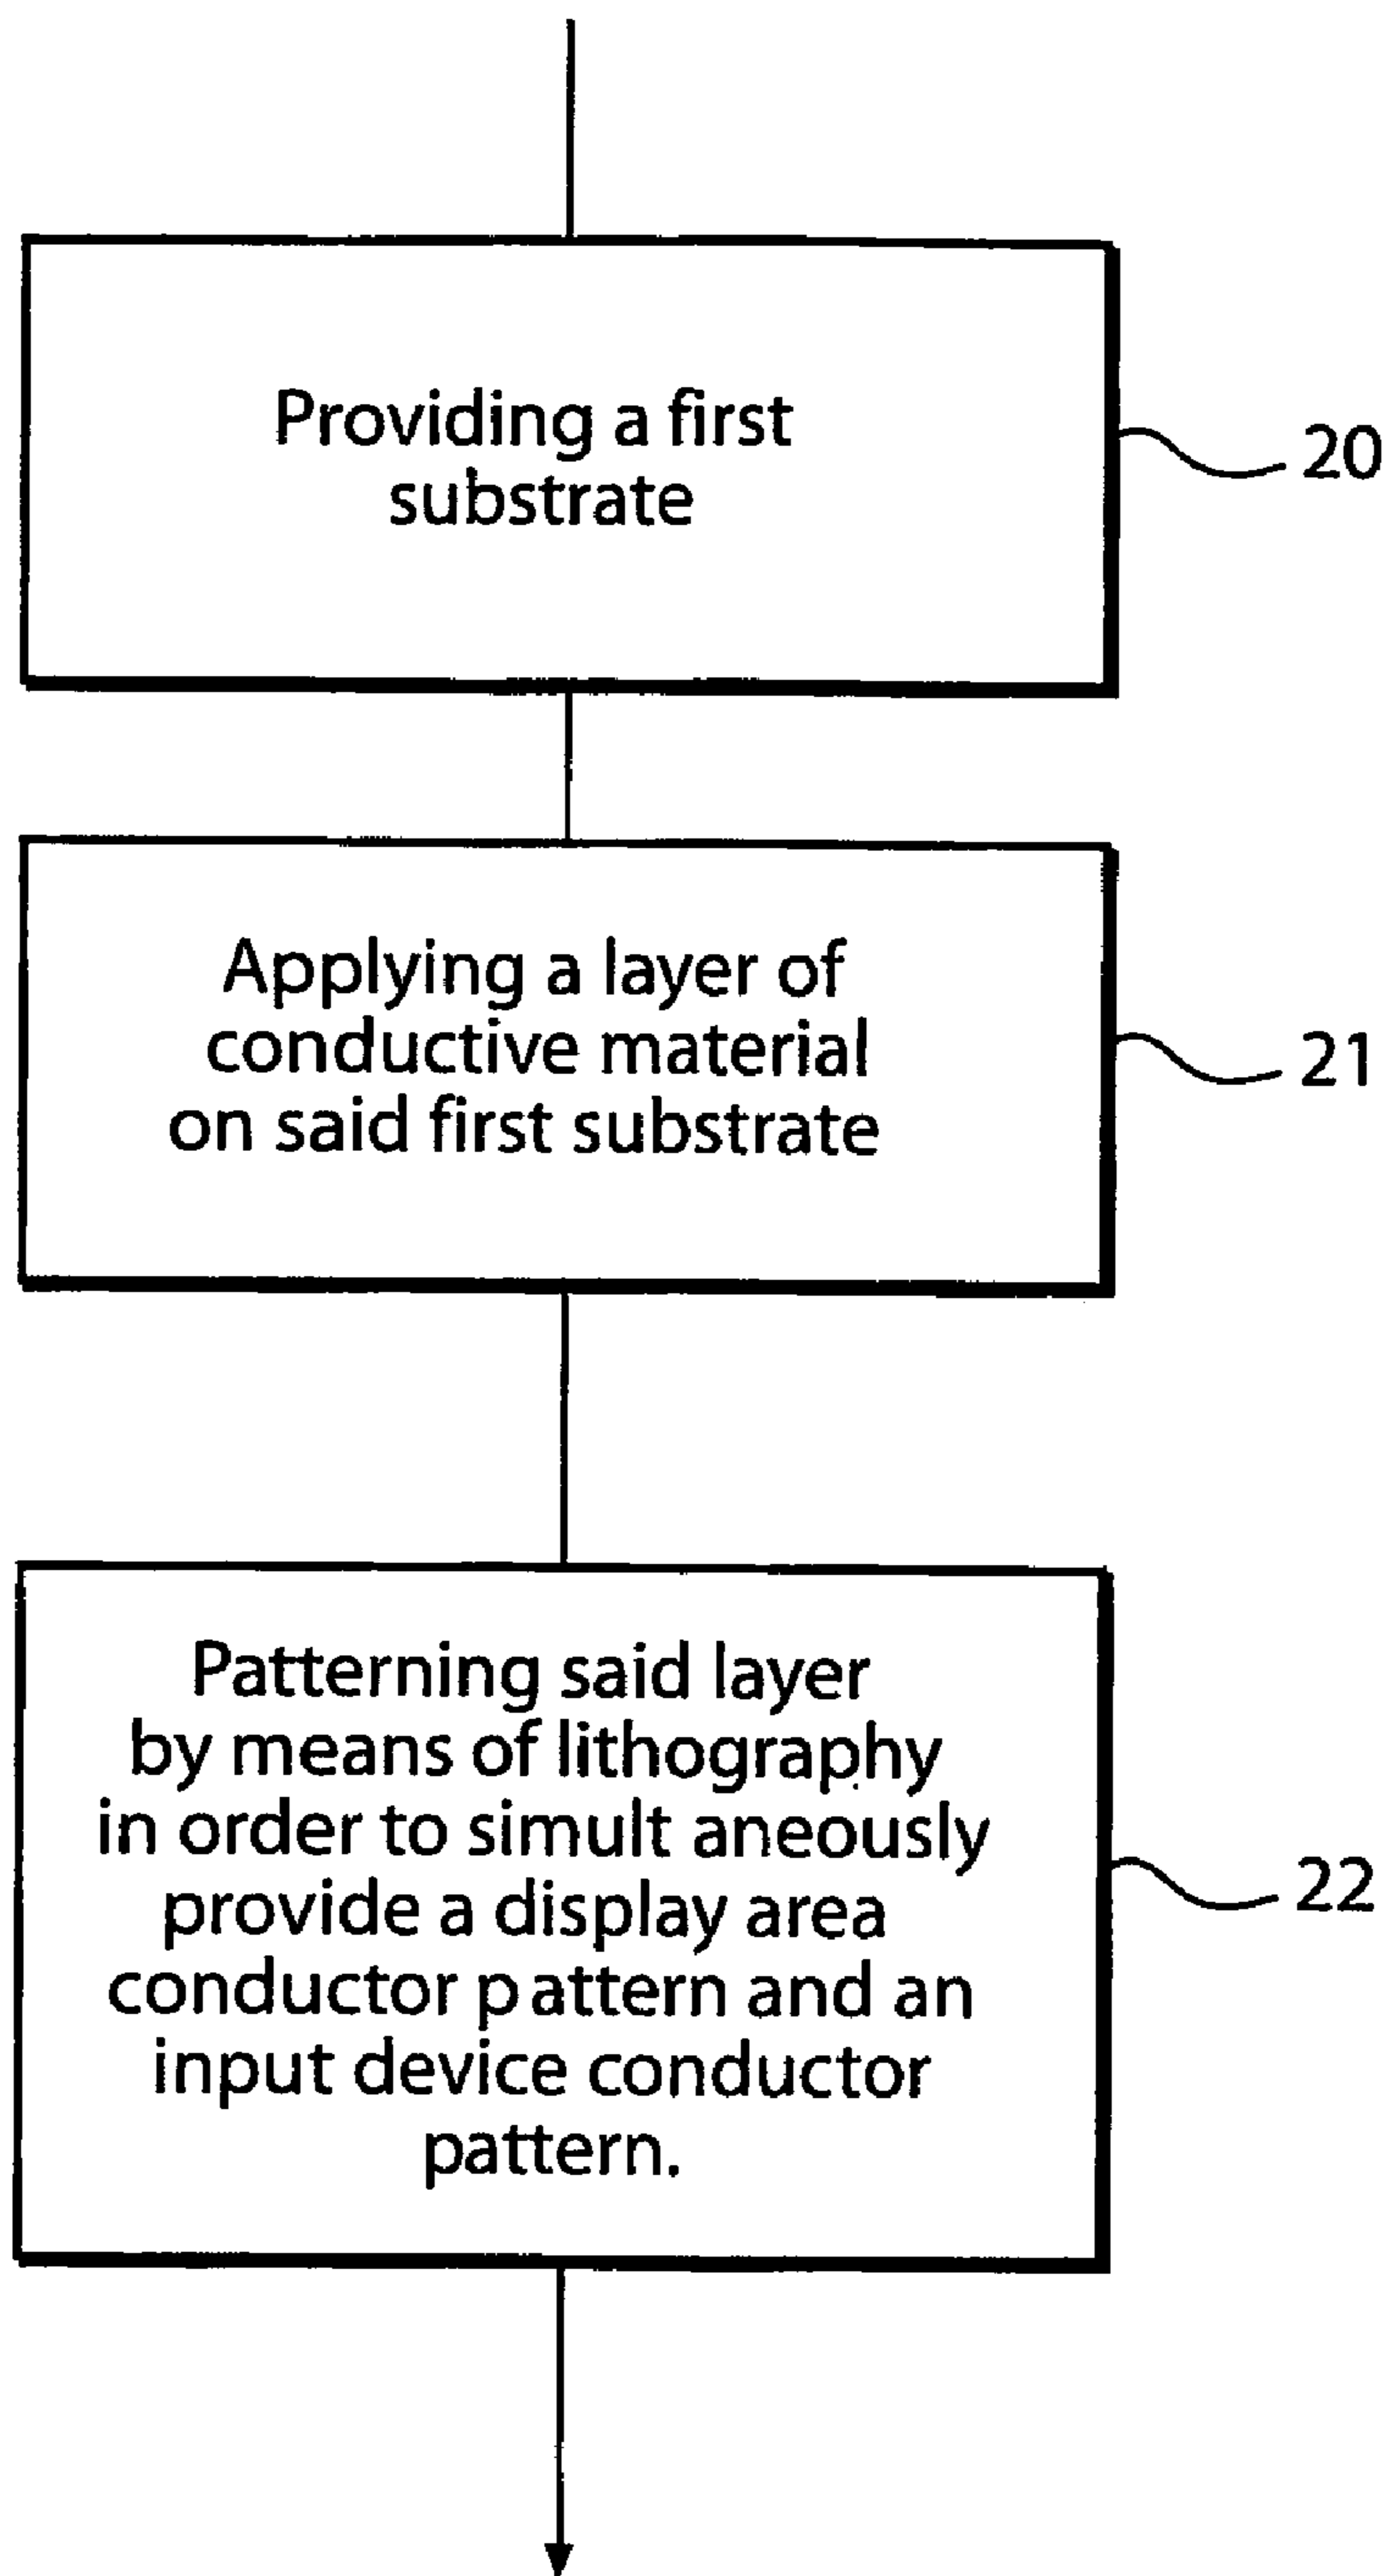 Providing a first
substrate
20
Applying a layer of
conductive material
on said first substrate
21
Patterning said layer
by means of lithography
in order to simult aneously
provide a display area
conductor p attern and an
input device conductor
pattern.
22